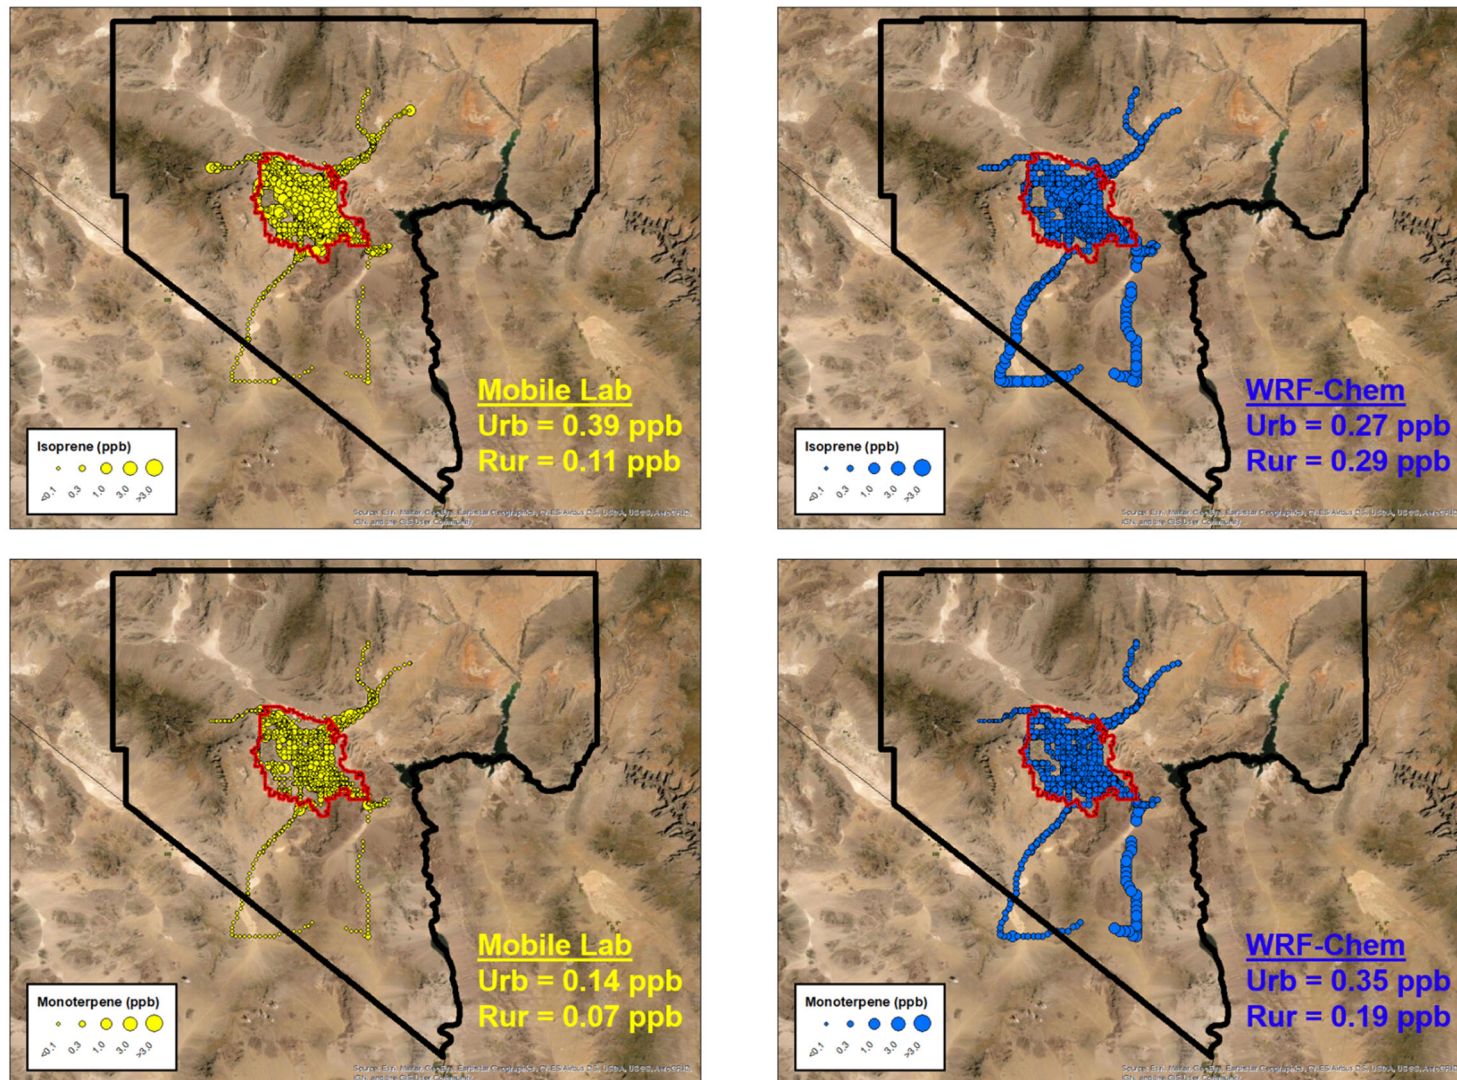 Mobile Lab
Urb = 0.39 ppb
Rur = 0.11 ppb
Isoprene (ppb)
<0.1 0.3 1.0 3.0 >3.0
WRF-Chem
Urb = 0.27 ppb
Rur = 0.29 ppb
Isoprene (ppb)
<0.1 0.3 1.0 3.0 >3.0
Mobile Lab
Urb = 0.14 ppb
Rur = 0.07 ppb
Monoterpene (ppb)
<0.1 0.3 1.0 3.0 >3.0
WRF-Chem
Urb = 0.35 ppb
Rur = 0.19 ppb
Monoterpene (ppb)
<0.1 0.3 1.0 3.0 >3.0